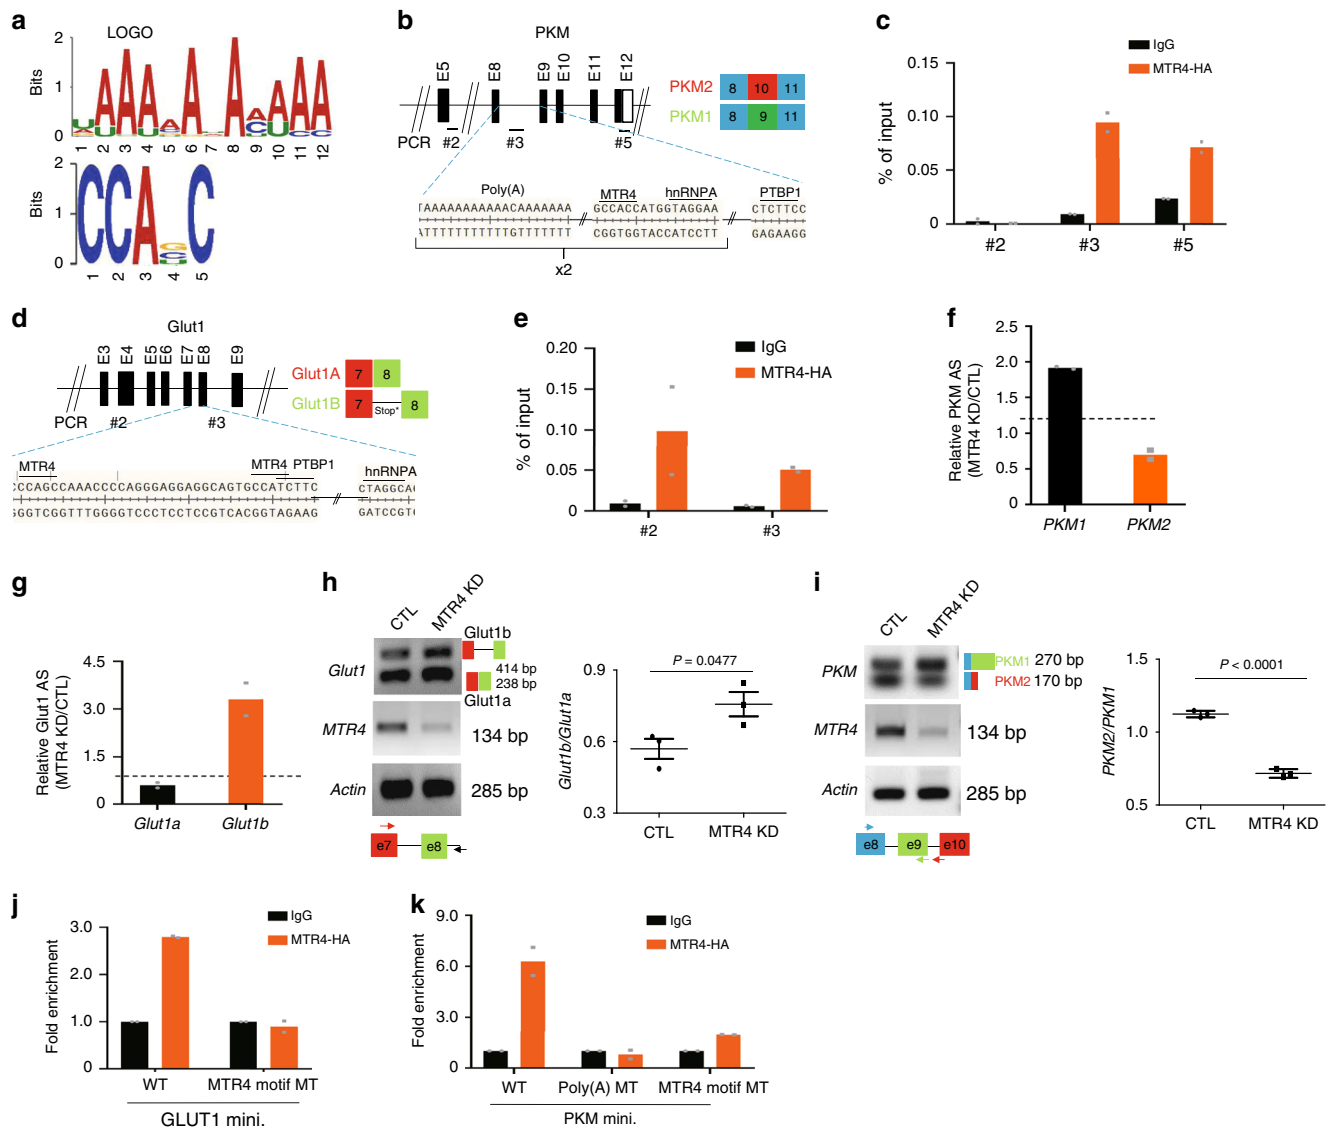 a
LOGO
Bits
2
1
0
1 2 3 4 5 6 7 8 9 10 11 12
Bits
2
1
0
CCA C
1 2 3 4 5
b
PKM
E5 E8 E9 E10 E11 E12
PCR #2 #3 #5
PKM2 8 10 11
PKM1 8 9 11
Poly(A) MTR4 hnRNPA PTBP1
TAAAAAAAAAAACAAAAAAA GCCACCATGGTAGGAA CTCTTCC
ATTTTTTTTTTTGTTTTTTT CGGTGGTACCATCCTT GAGAAGG
x2
c
IgG
MTR4-HA
% of input
0.15
0.10
0.05
0
#2 #3 #5
d
Glut1
E3 E4 E5 E6 E7 E8 E9
PCR #2 #3
Glut1A 7 8
Glut1B 7 Stop* 8
MTR4 MTR4 PTBP1 hnRNPA
CCAGCCAAACCCCAGGGAGGAGGCAGTGCCATCTTC CTAGGCA
GGGTCGGTTTGGGGTCCCTCCTCCGTCACGGTAGAAG GATCCGT
e
IgG
MTR4-HA
% of input
0.20
0.15
0.10
0.05
0
#2 #3
f
Relative PKM AS
(MTR4 KD/CTL)
2.5
2.0
1.5
1.0
0.5
0
PKM1 PKM2
g
Relative Glut1 AS
(MTR4 KD/CTL)
4.5
3.0
1.5
0
Glut1a Glut1b
h
CTL MTR4 KD
Glut1b
Glut1
414 bp
238 bp
Glut1a
MTR4 134 bp
Actin 285 bp
e7 e8
Glut1b/Glut1a
P = 0.0477
0.9
0.6
0.3
CTL MTR4 KD
i
CTL MTR4 KD
PKM
PKM1 270 bp
PKM2 170 bp
MTR4 134 bp
Actin 285 bp
e8 e9 e10
PKM2/PKM1
P < 0.0001
1.5
1.0
0.5
CTL MTR4 KD
j
IgG
MTR4-HA
Fold enrichment
3.0
2.0
1.0
0
WT MTR4 motif MT
GLUT1 mini.
k
IgG
MTR4-HA
Fold enrichment
9.0
6.0
3.0
0
WT Poly(A) MT MTR4 motif MT
PKM mini.